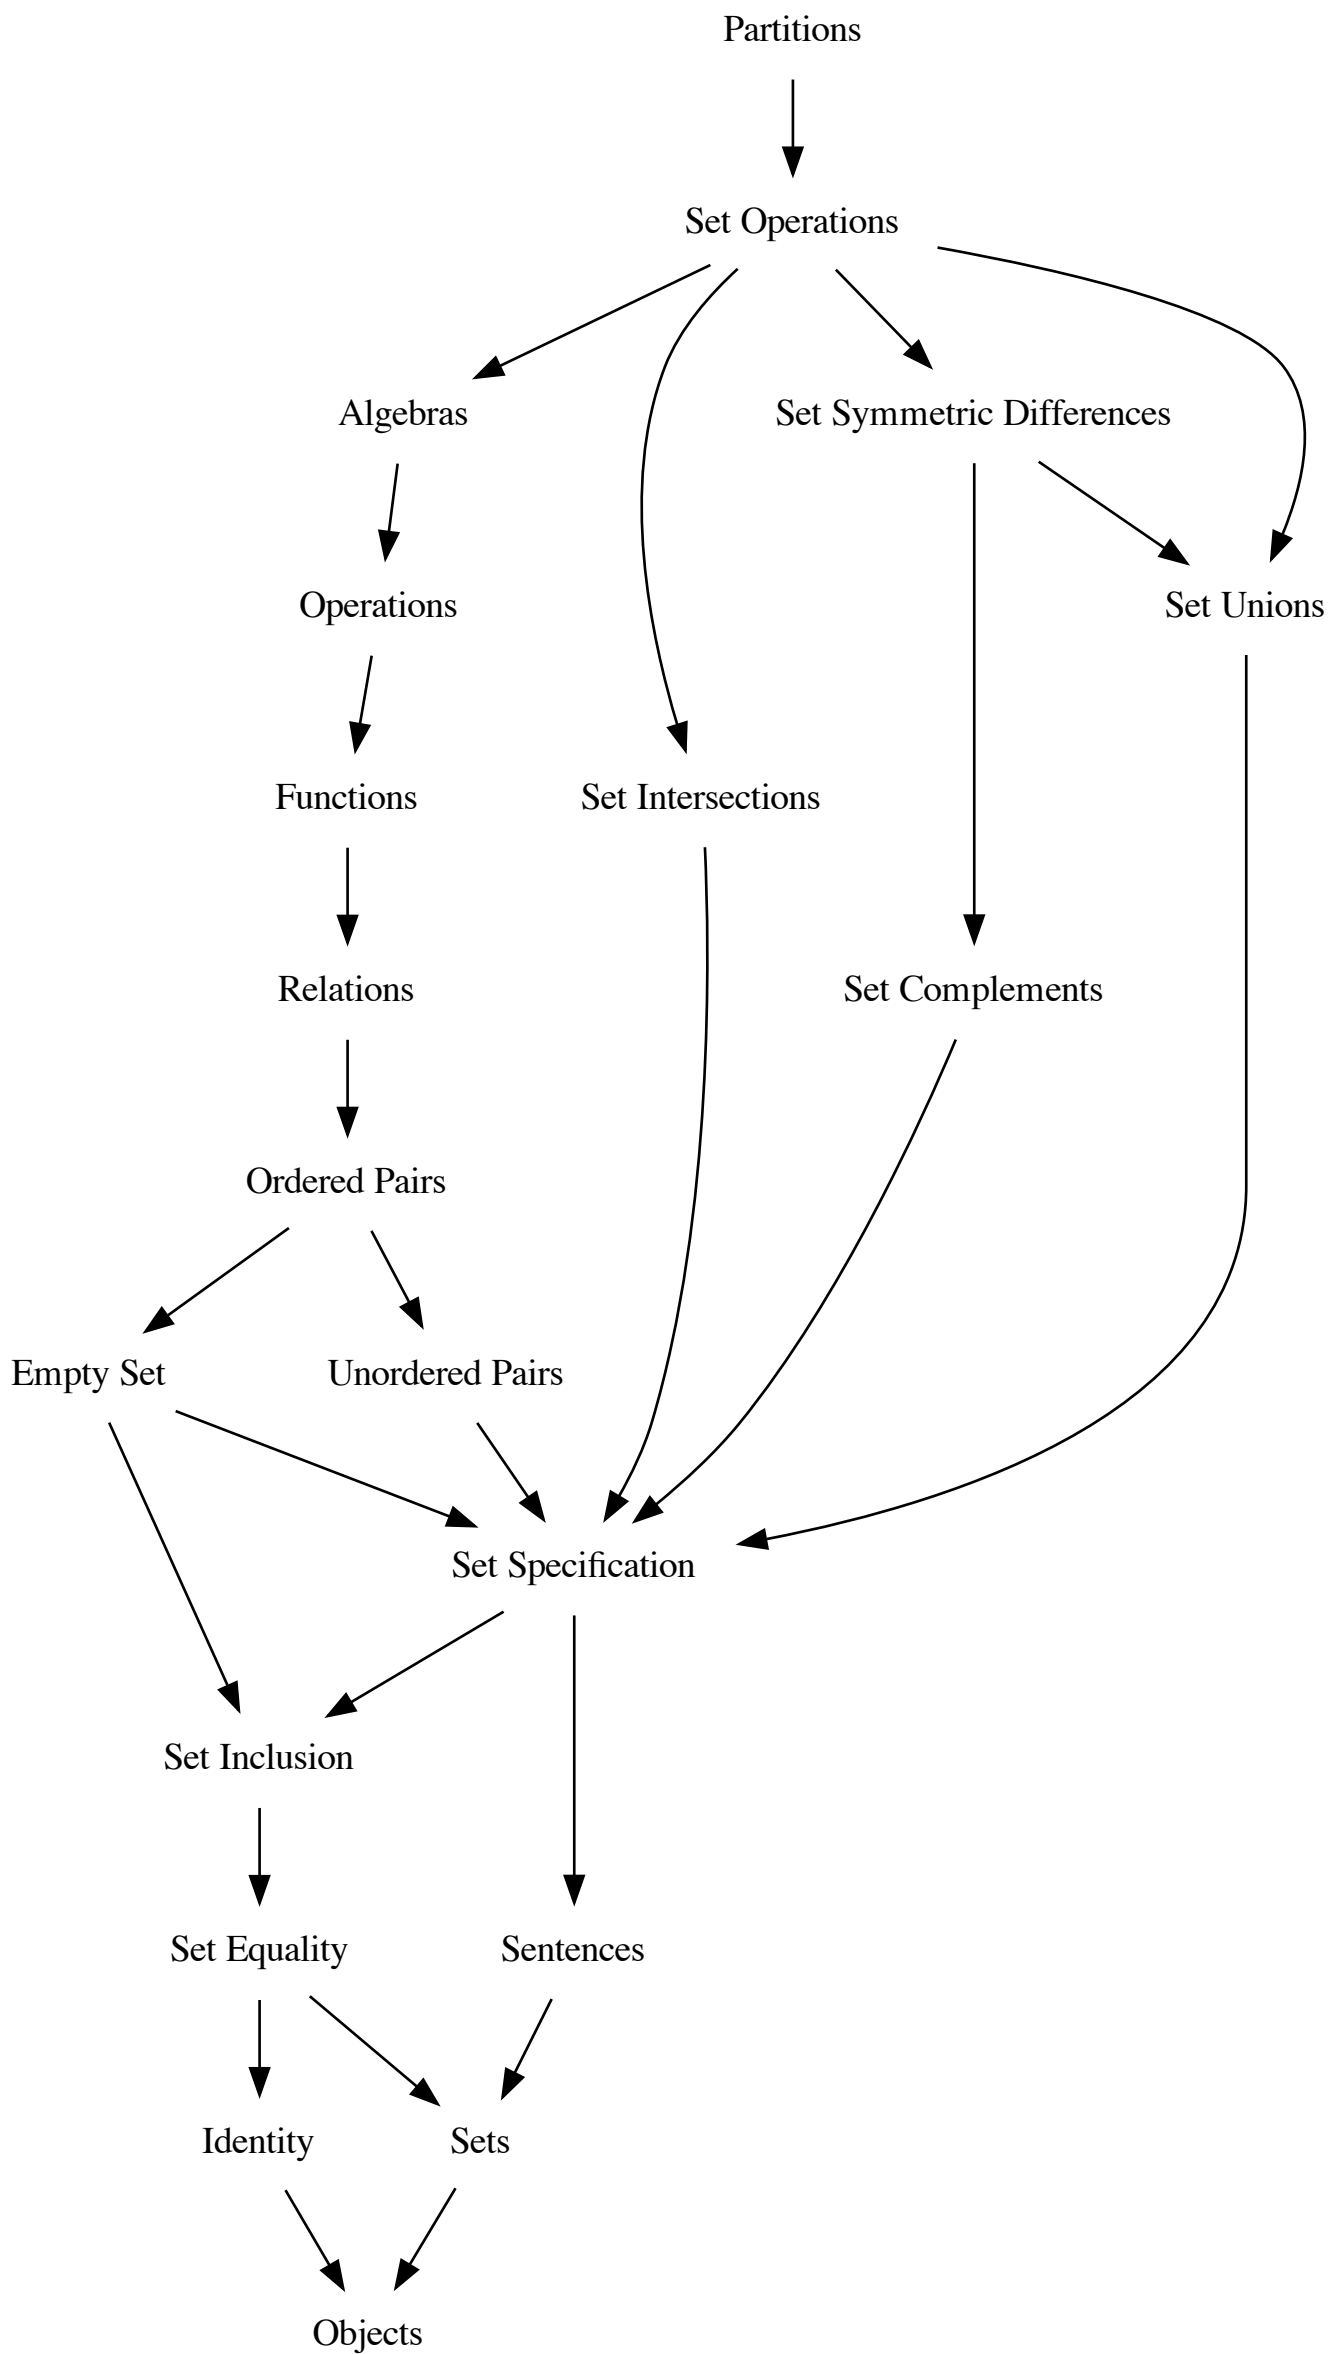 Partitions
Set Operations
Algebras
Set Symmetric Differences
Operations
Set Unions
Functions
Set Intersections
Relations
Set Complements
Ordered Pairs
Empty Set
Unordered Pairs
Set Specification
Set Inclusion
Set Equality
Sentences
Identity
Sets
Objects